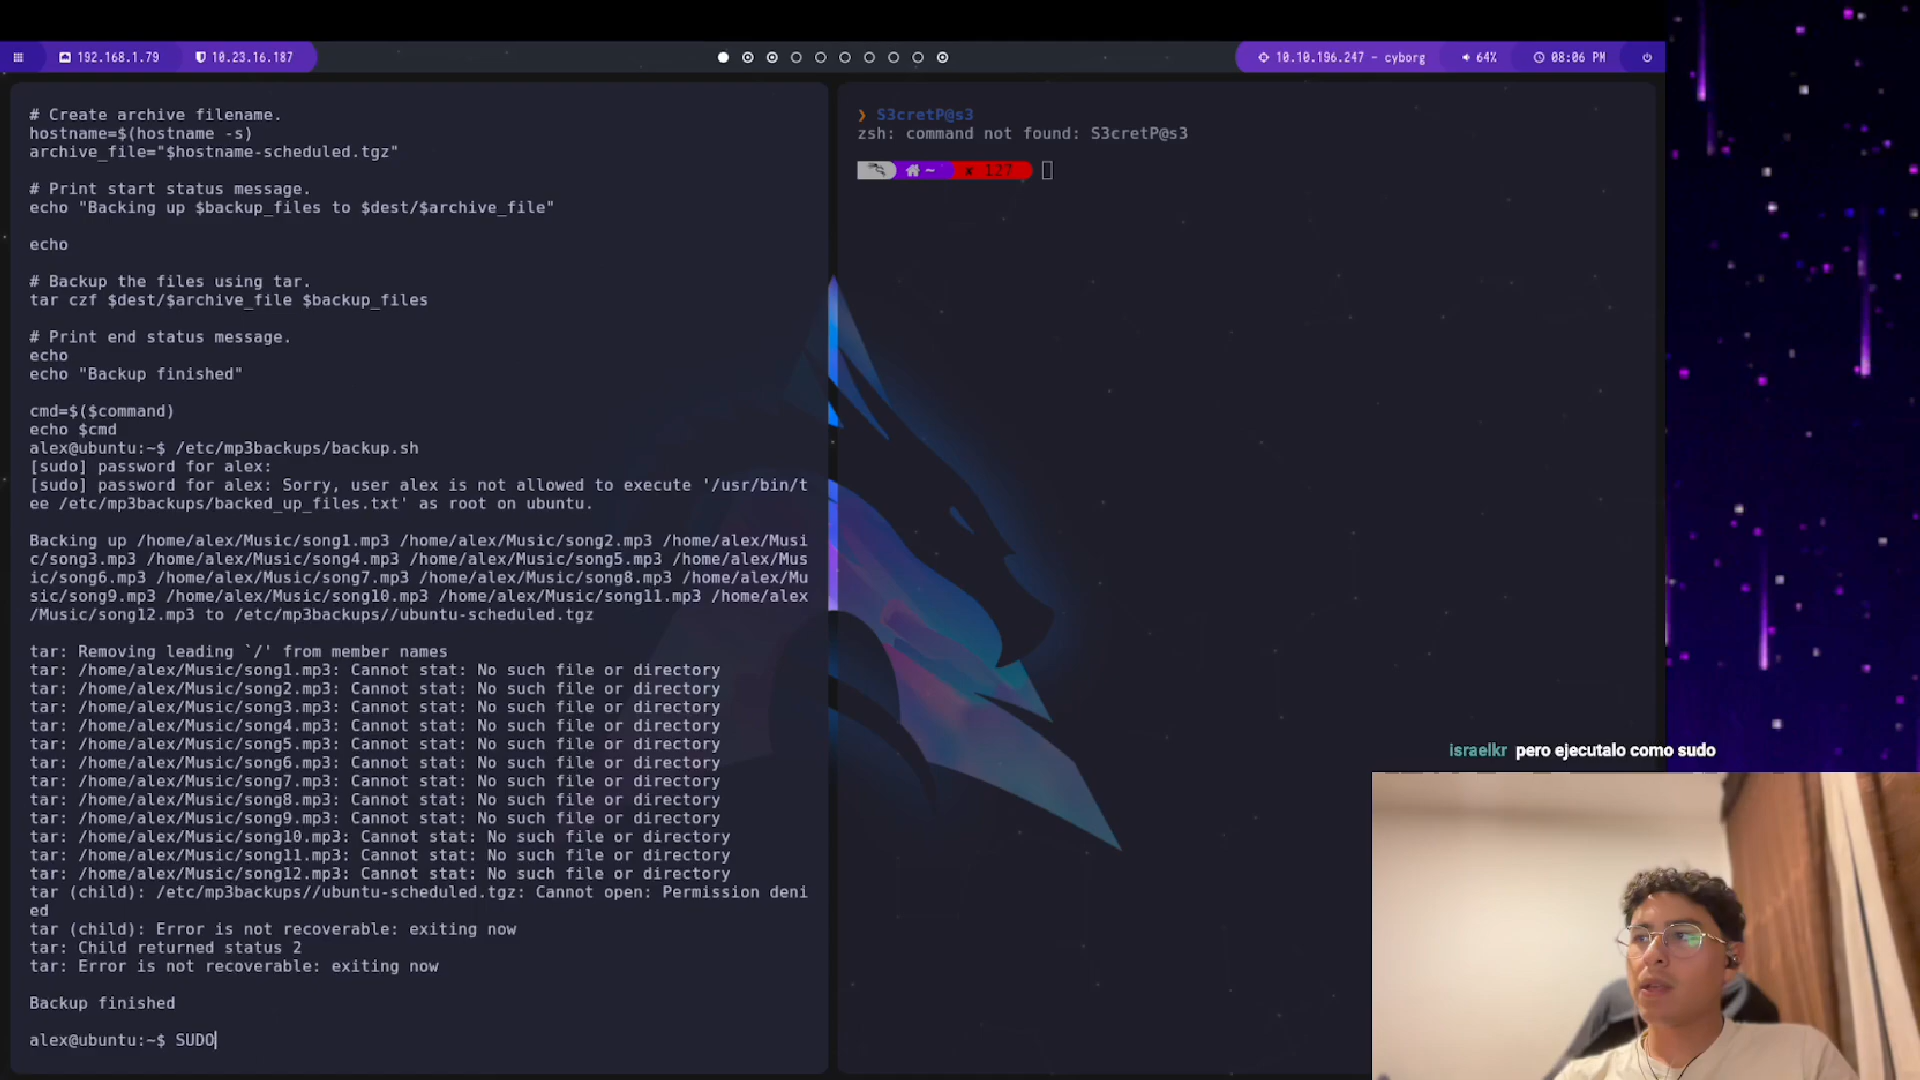 192.168.1.79 10.23.16.187 10.10.196.247 - cyborg 64% 08:06 PM
# Create archive filename.
hostname=$(hostname -s)
archive_file="$hostname-scheduled.tgz"
# Print start status message.
echo "Backing up $backup_files to $dest/$archive_file"
echo
# Backup the files using tar.
tar czf $dest/$archive_file $backup_files
# Print end status message.
echo
echo "Backup finished"
cmd=$($command)
echo $cmd
alex@ubuntu:~$ /etc/mp3backups/backup.sh
[sudo] password for alex:
[sudo] password for alex: Sorry, user alex is not allowed to execute '/usr/bin/t
ee /etc/mp3backups/backed_up_files.txt' as root on ubuntu.
Backing up /home/alex/Music/song1.mp3 /home/alex/Music/song2.mp3 /home/alex/Musi
c/song3.mp3 /home/alex/Music/song4.mp3 /home/alex/Music/song5.mp3 /home/alex/Mus
ic/song6.mp3 /home/alex/Music/song7.mp3 /home/alex/Music/song8.mp3 /home/alex/Mu
sic/song9.mp3 /home/alex/Music/song10.mp3 /home/alex/Music/song11.mp3 /home/alex
/Music/song12.mp3 to /etc/mp3backups//ubuntu-scheduled.tgz
tar: Removing leading `/' from member names
tar: /home/alex/Music/song1.mp3: Cannot stat: No such file or directory
tar: /home/alex/Music/song2.mp3: Cannot stat: No such file or directory
tar: /home/alex/Music/song3.mp3: Cannot stat: No such file or directory
tar: /home/alex/Music/song4.mp3: Cannot stat: No such file or directory
tar: /home/alex/Music/song5.mp3: Cannot stat: No such file or directory
tar: /home/alex/Music/song6.mp3: Cannot stat: No such file or directory
tar: /home/alex/Music/song7.mp3: Cannot stat: No such file or directory
tar: /home/alex/Music/song8.mp3: Cannot stat: No such file or directory
tar: /home/alex/Music/song9.mp3: Cannot stat: No such file or directory
tar: /home/alex/Music/song10.mp3: Cannot stat: No such file or directory
tar: /home/alex/Music/song11.mp3: Cannot stat: No such file or directory
tar: /home/alex/Music/song12.mp3: Cannot stat: No such file or directory
tar (child): /etc/mp3backups//ubuntu-scheduled.tgz: Cannot open: Permission deni
ed
tar (child): Error is not recoverable: exiting now
tar: Child returned status 2
tar: Error is not recoverable: exiting now
Backup finished
alex@ubuntu:~$ SUDO
❯ S3cretP@s3
zsh: command not found: S3cretP@s3
~ x 127
israelkr pero ejecutalo como sudo